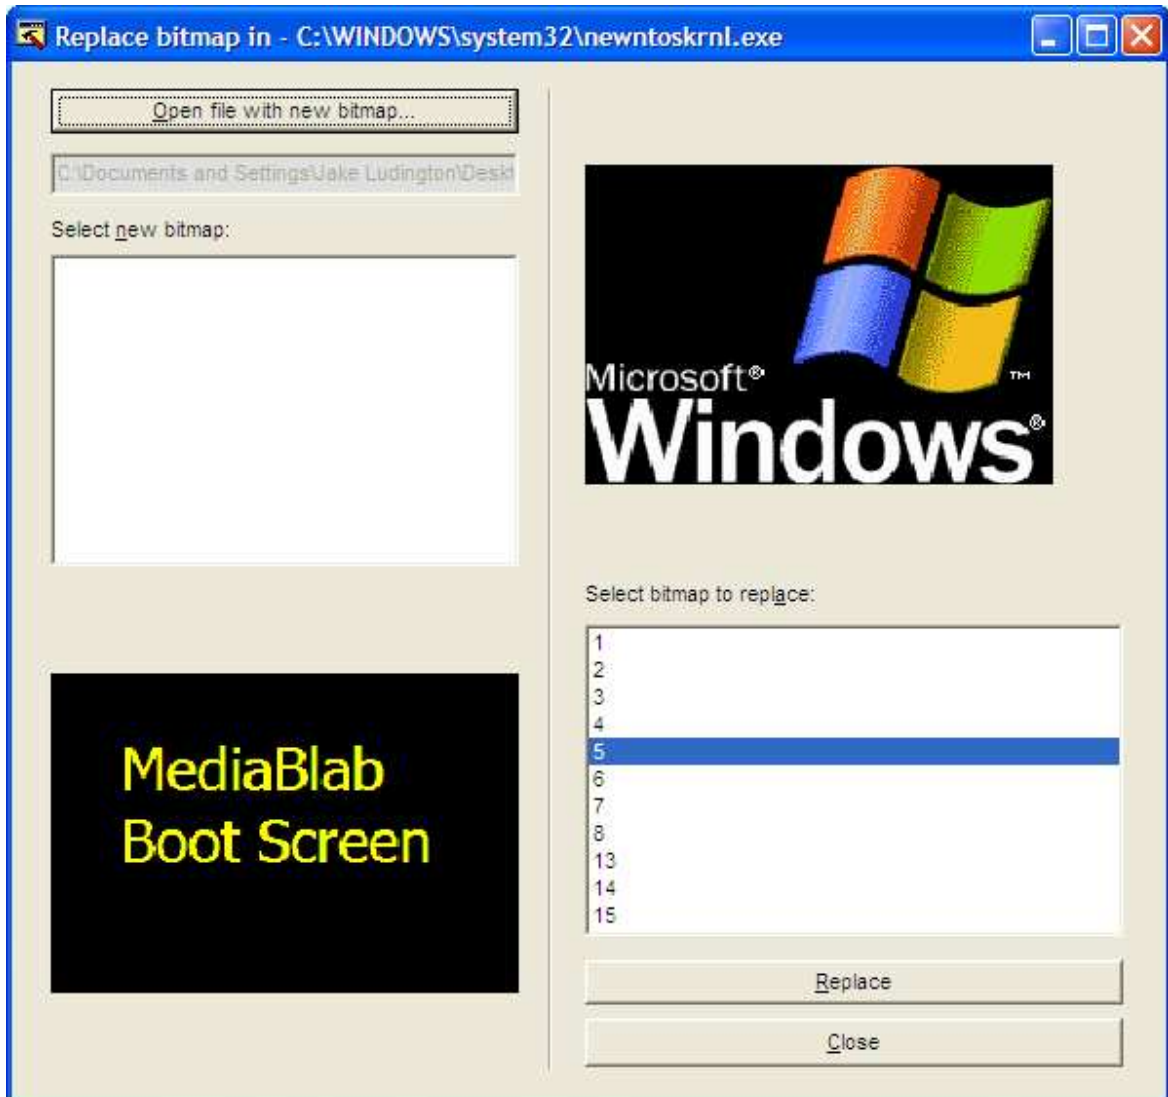 Replace bitmap in - C:\WINDOWS\system32\newntoskrnl.exe
Open file with new bitmap...
C:\Documents and Settings\Jake Ludington\Deskt
Select new bitmap:
MediaBlab
Boot Screen
Microsoft®
TM
Windows®
Select bitmap to replace:
1
2
3
4
5
6
7
8
13
14
15
Replace
Close